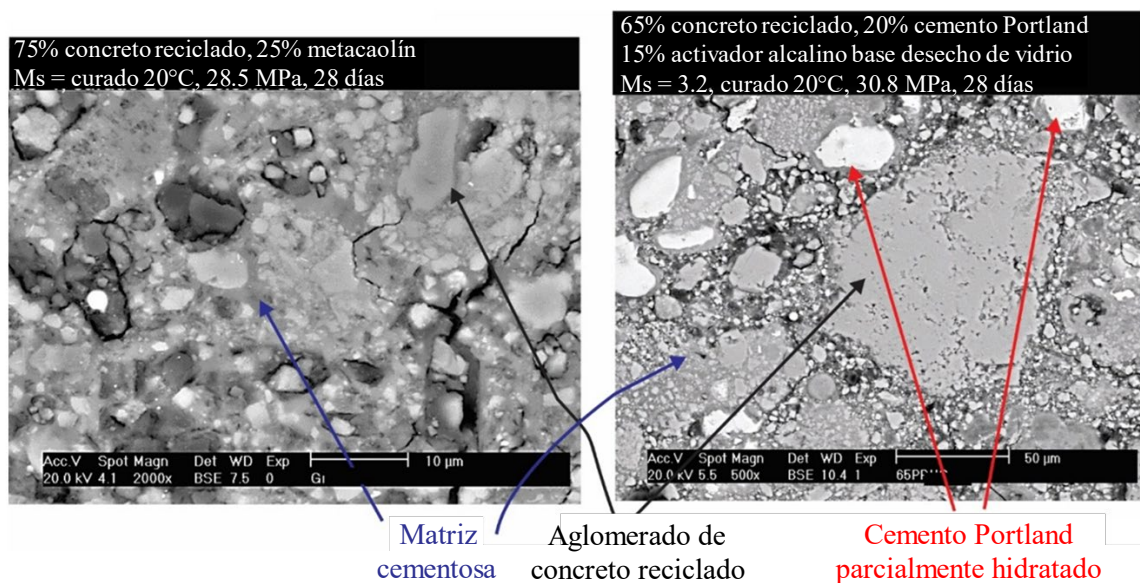 75% concreto reciclado, 25% metacaolín
Ms = curado 20°C, 28.5 MPa, 28 días
65% concreto reciclado, 20% cemento Portland
15% activador alcalino base desecho de vidrio
Ms = 3.2, curado 20°C, 30.8 MPa, 28 días
Acc.V Spot Magn Det WD Exp 10 µm
20.0 kV 4.1 2000x BSE 7.5 0
Acc.V Spot Magn Det WD Exp 50 µm
20.0 kV 5.5 500x BSE 10.4 1
Matriz
cementosa
Aglomerado de
concreto reciclado
Cemento Portland
parcialmente hidratado